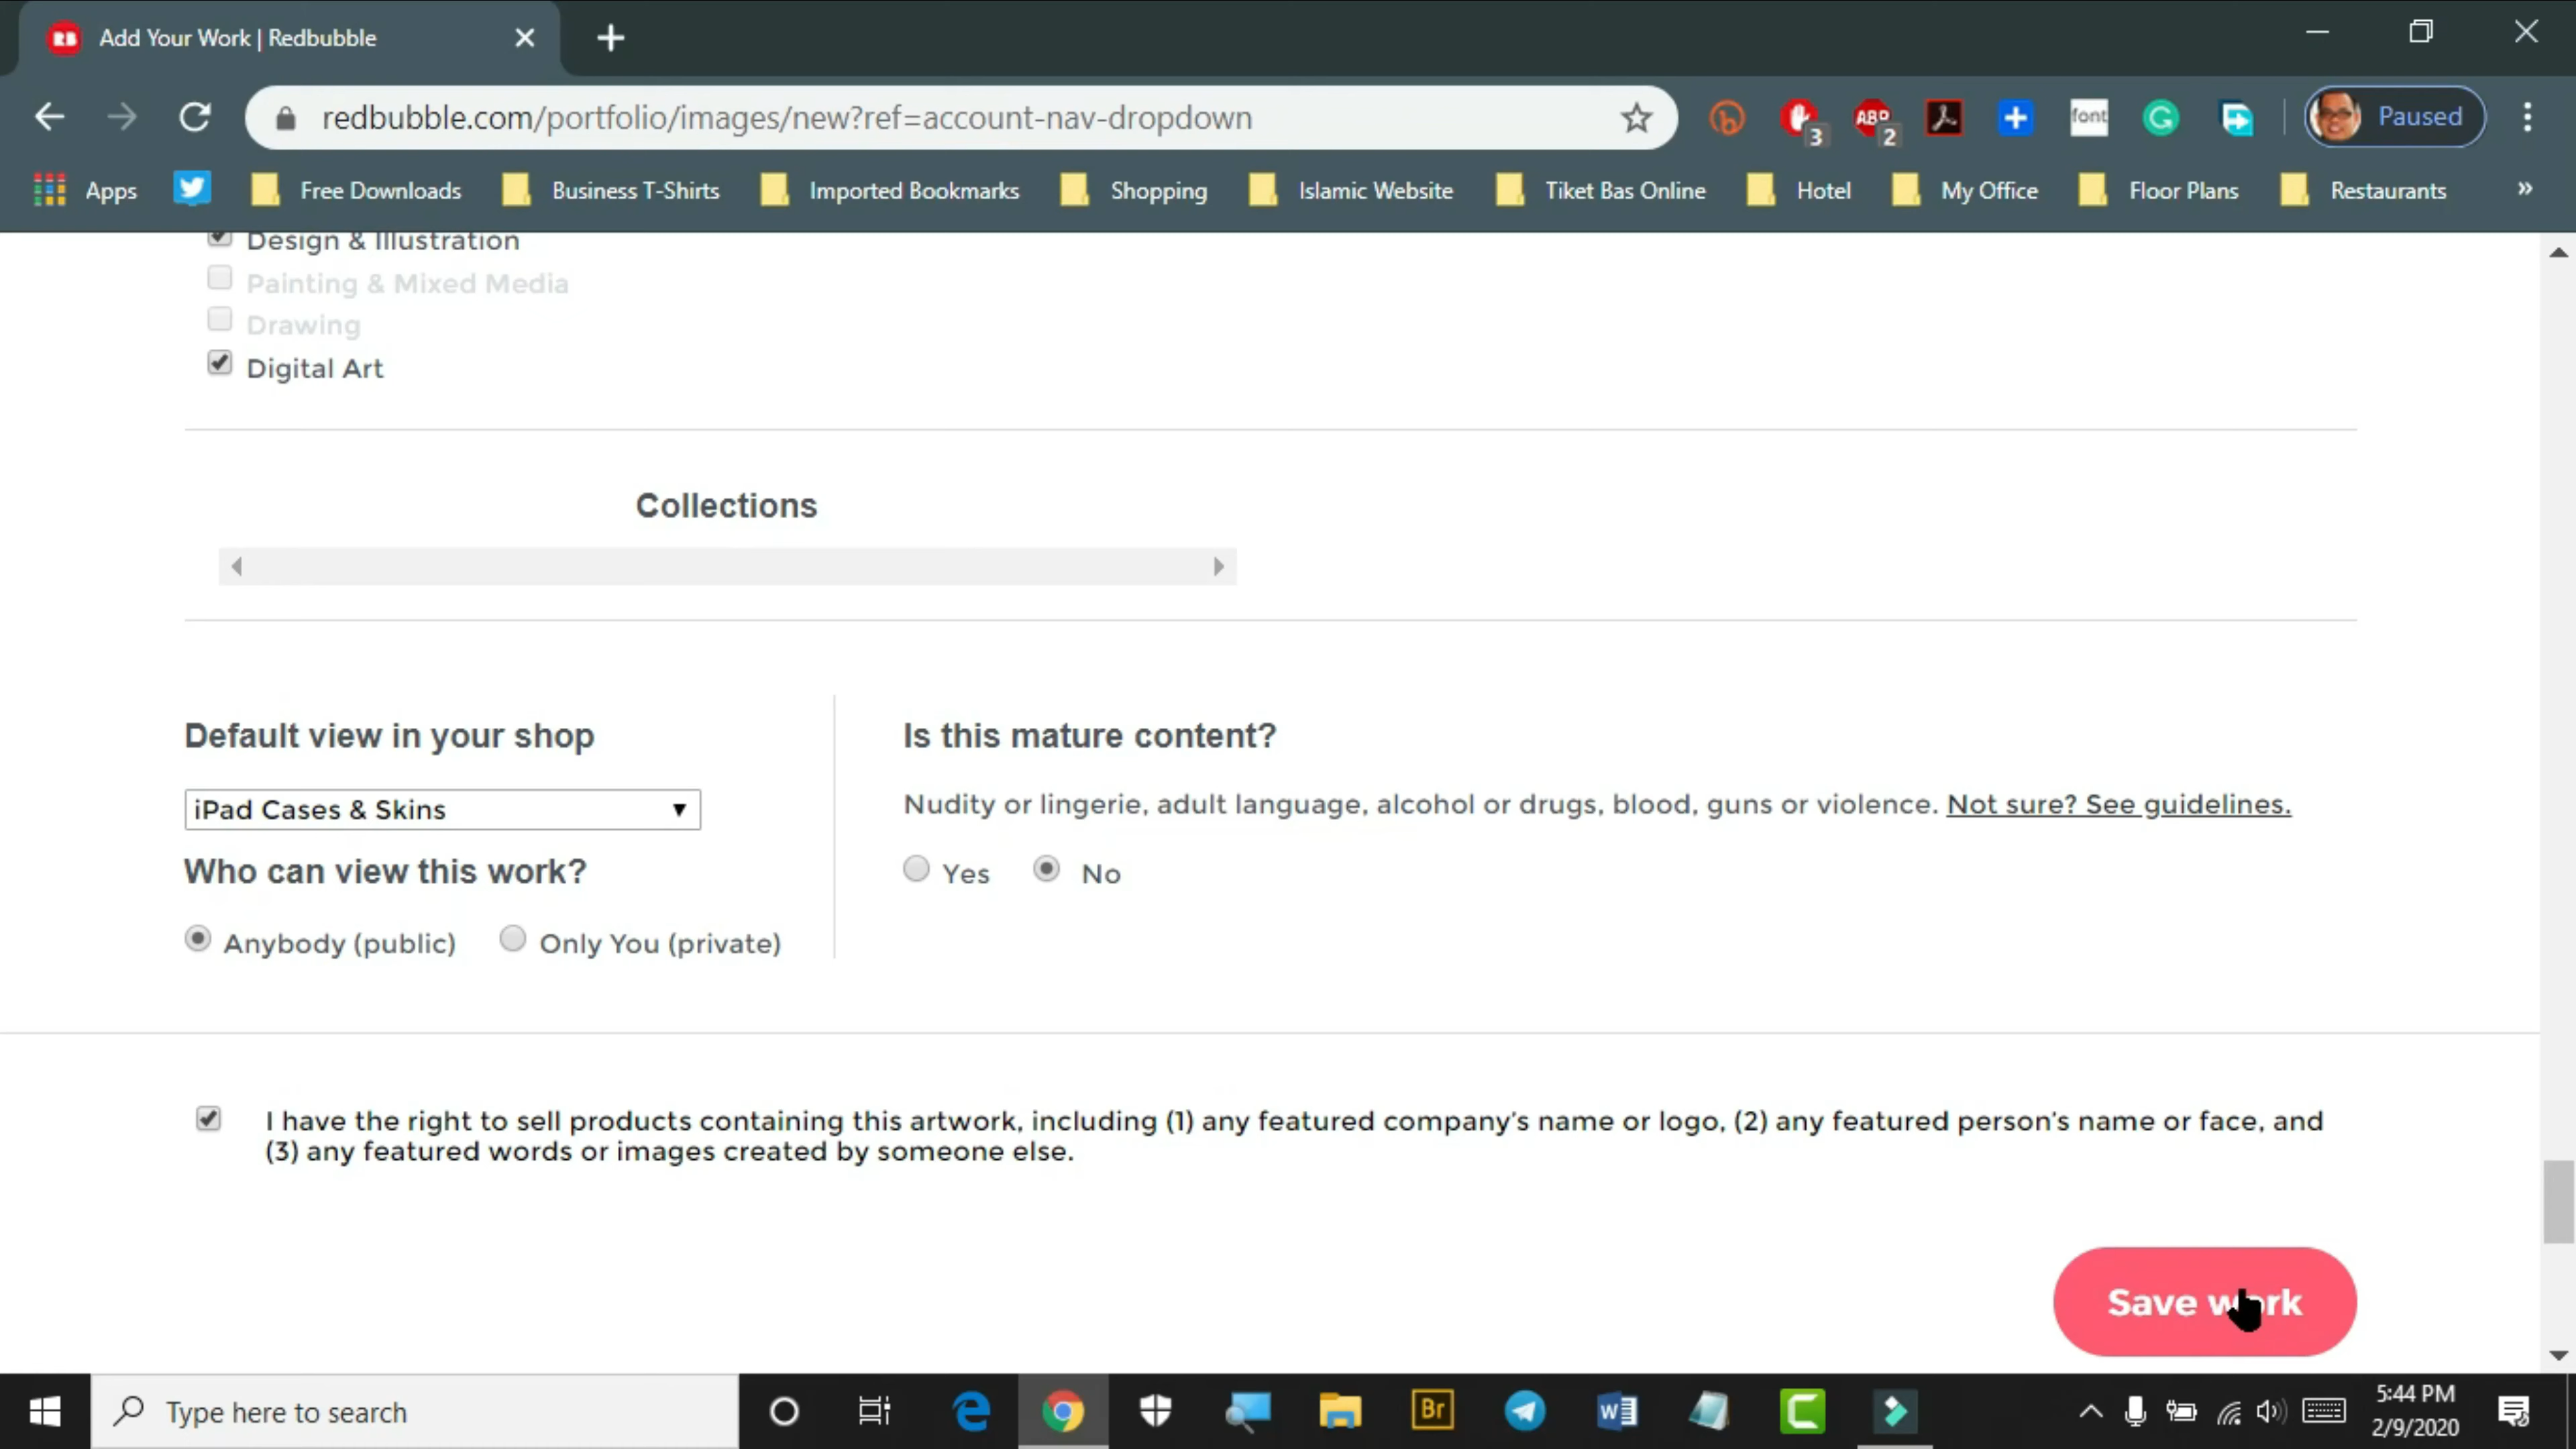 Add Your Work | Redbubble
redbubble.com/portfolio/images/new?ref=account-nav-dropdown
3
ABP
2
font
Paused
Apps
Free Downloads
Business T-Shirts
Imported Bookmarks
Shopping
Islamic Website
Tiket Bas Online
Hotel
My Office
Floor Plans
Restaurants
»
Design & Illustration
Painting & Mixed Media
Drawing
Digital Art
Collections
Default view in your shop
iPad Cases & Skins
Who can view this work?
Anybody (public)
Only You (private)
Is this mature content?
Nudity or lingerie, adult language, alcohol or drugs, blood, guns or violence. Not sure? See guidelines.
Yes
No
I have the right to sell products containing this artwork, including (1) any featured company's name or logo, (2) any featured person's name or face, and
(3) any featured words or images created by someone else.
Save work
Type here to search
Br
5:44 PM
2/9/2020